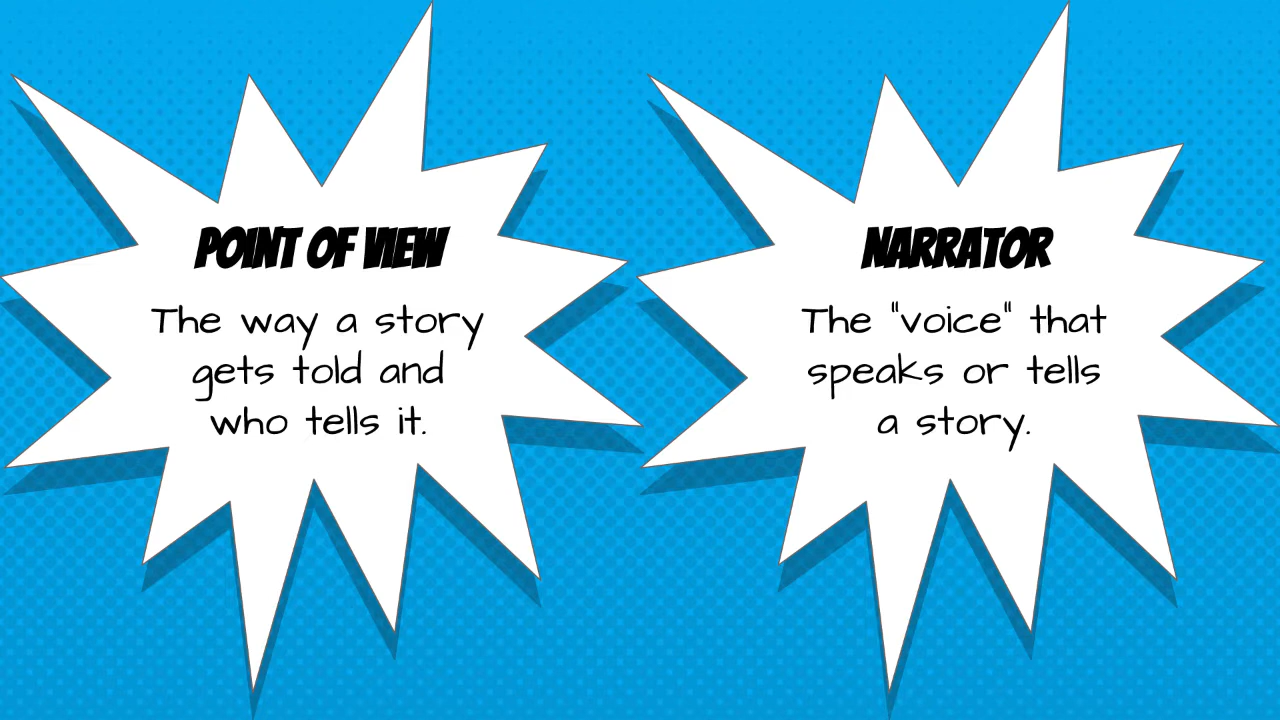 POINT OF VIEW
The way a story
gets told and
who tells it.
NARRATOR
The "voice" that
speaks or tells
a story.